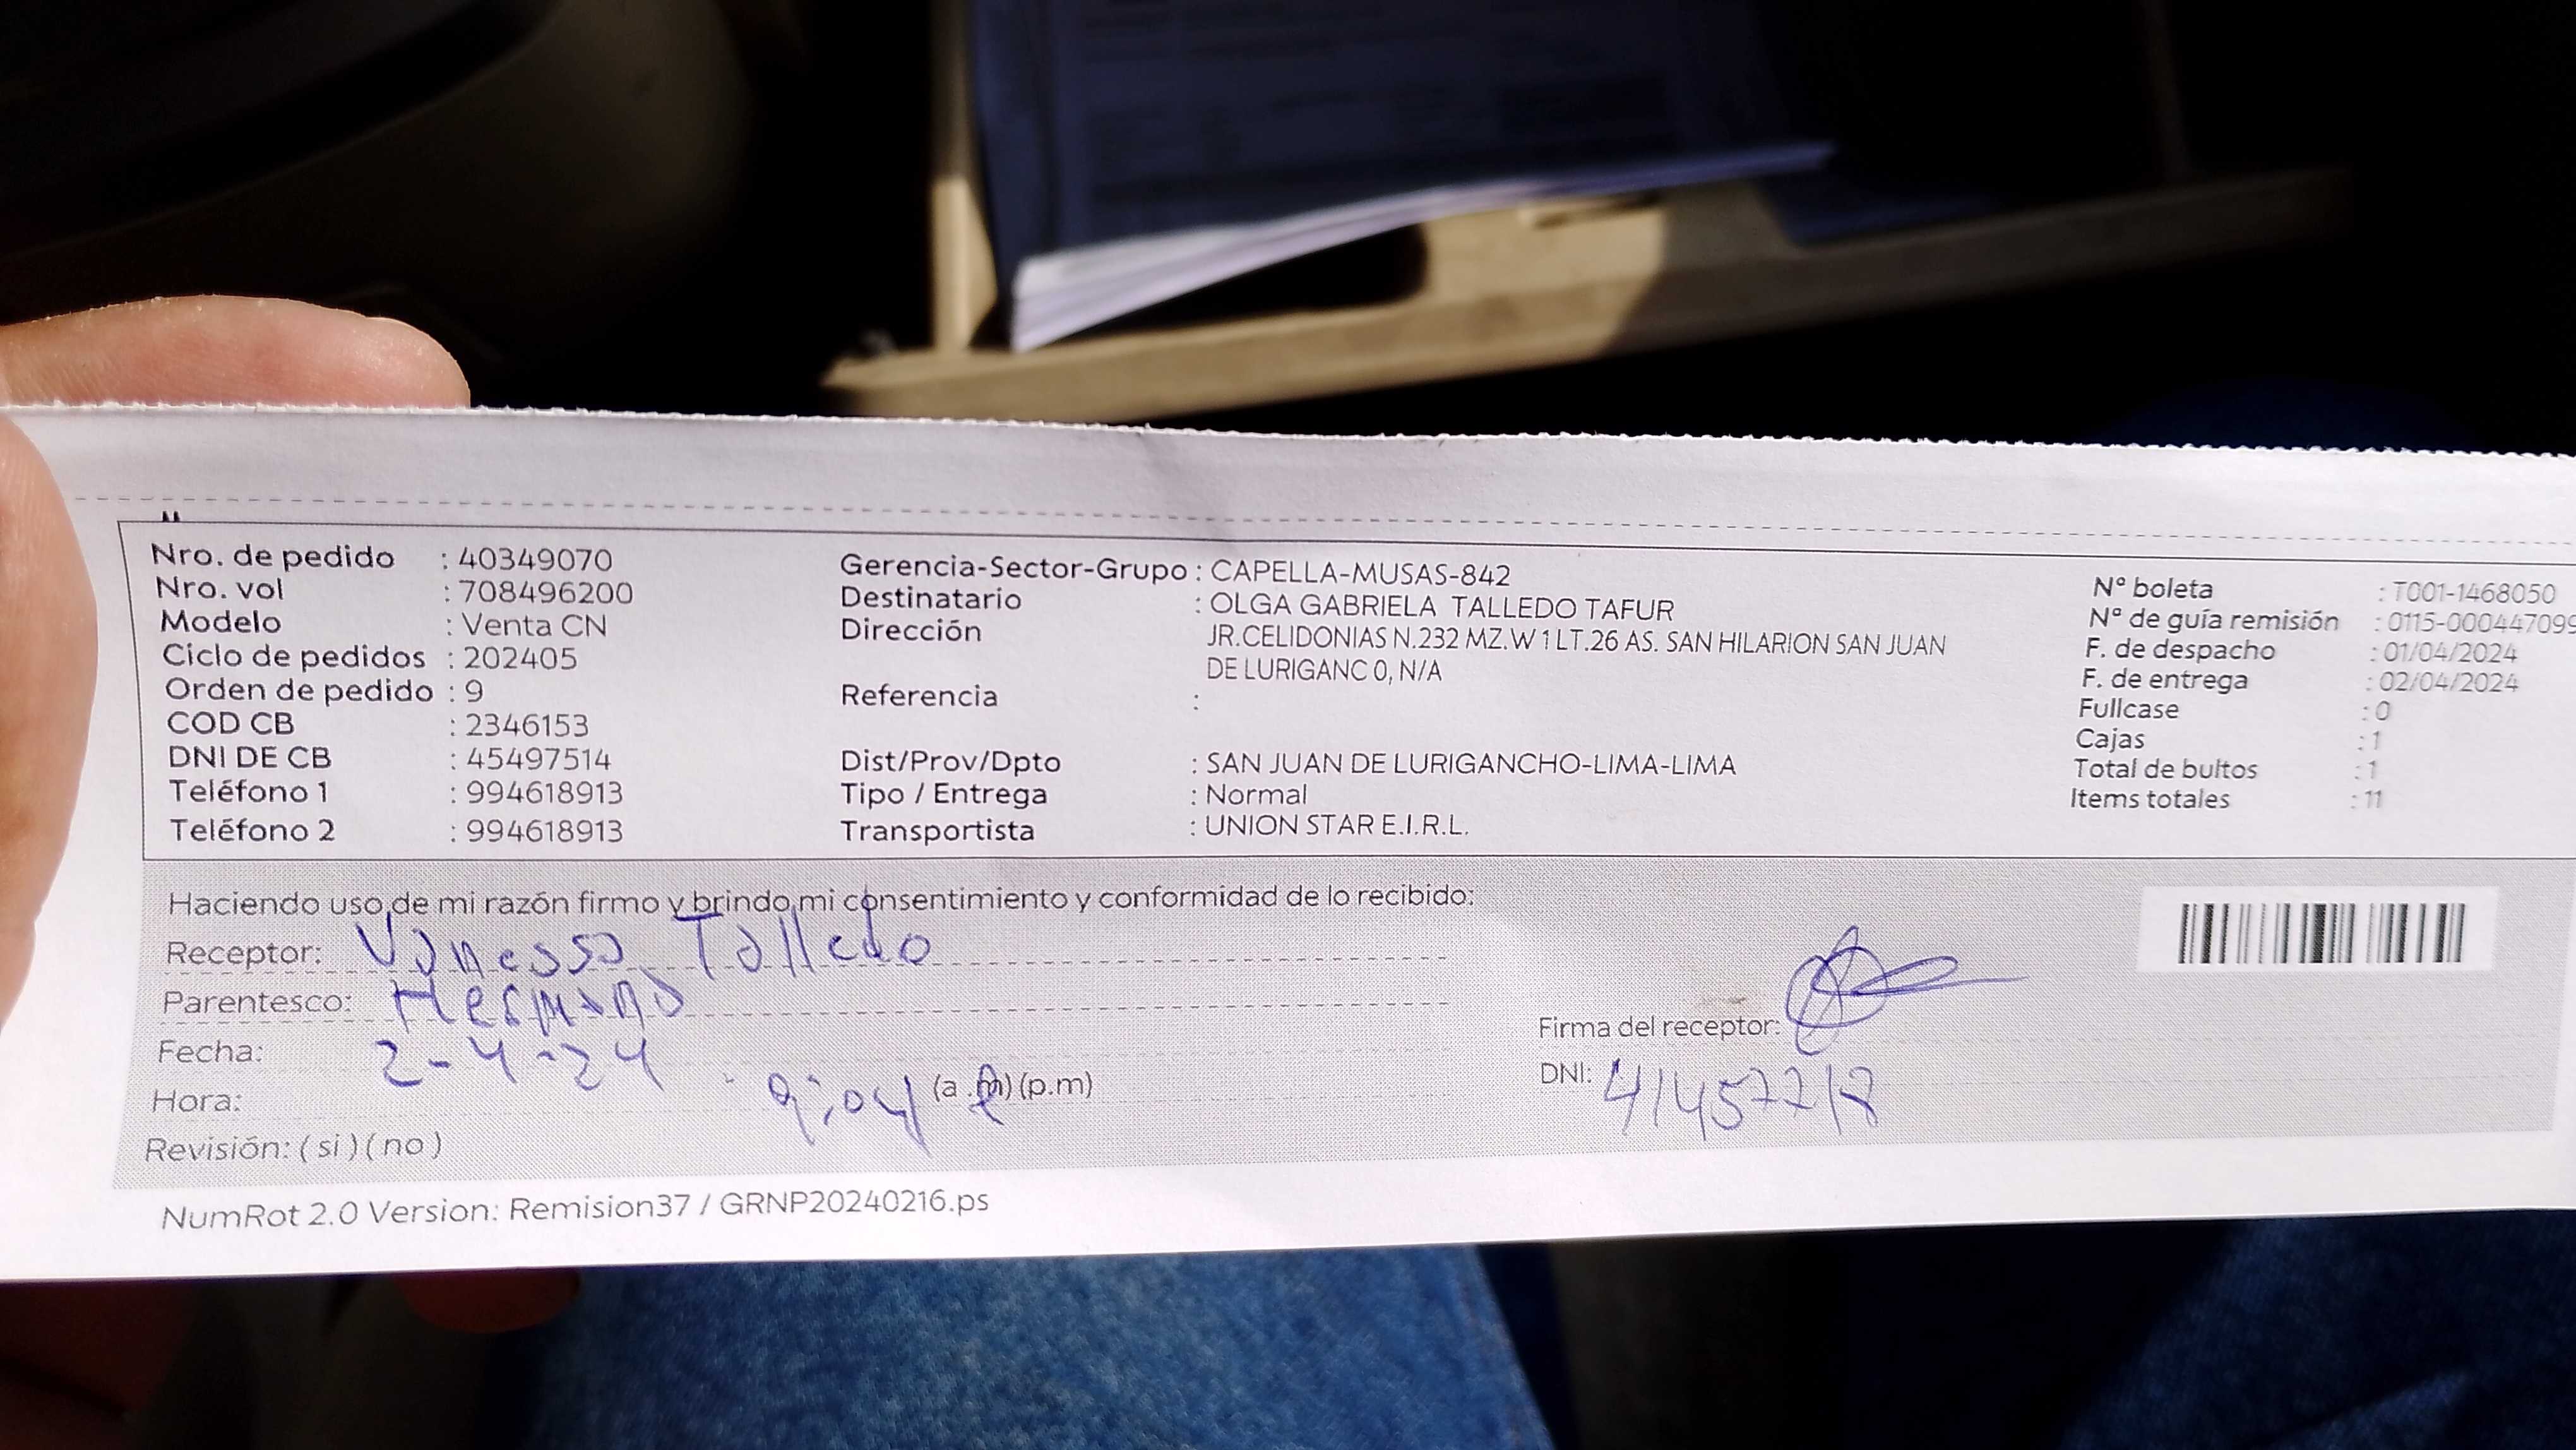 Nro. de pedido : 40349070
Nro. vol : 708496200
Modelo : Venta CN
Ciclo de pedidos : 202405
Orden de pedido : 9
COD CB : 2346153
DNI DE CB : 45497514
Teléfono 1 : 994618913
Teléfono 2 : 994618913
Gerencia-Sector-Grupo : CAPELLA-MUSAS-842
Destinatario : OLGA GABRIELA TALLEDO TAFUR
Dirección JR.CELIDONIAS N.232 MZ.W 1 LT.26 AS. SAN HILARION SAN JUAN
DE LURIGANC 0, N/A
Referencia :
Dist/Prov/Dpto : SAN JUAN DE LURIGANCHO-LIMA-LIMA
Tipo / Entrega : Normal
Transportista : UNION STAR E.I.R.L.
N° boleta : T001-1468050
N° de guía remisión : 0115-000447099
F. de despacho : 01/04/2024
F. de entrega : 02/04/2024
Fullcase : 0
Cajas : 1
Total de bultos : 1
Items totales : 11
Haciendo uso de mi razón firmo y brindo mi consentimiento y conformidad de lo recibido:
Receptor: Vanessa Talledo
Parentesco: Hermana
Fecha: 2-4-24
Hora: 9:04 (a.m) (p.m)
Revisión: ( si ) ( no )
Firma del receptor:
DNI: 41457718
NumRot 2.0 Version: Remision37 / GRNP20240216.ps